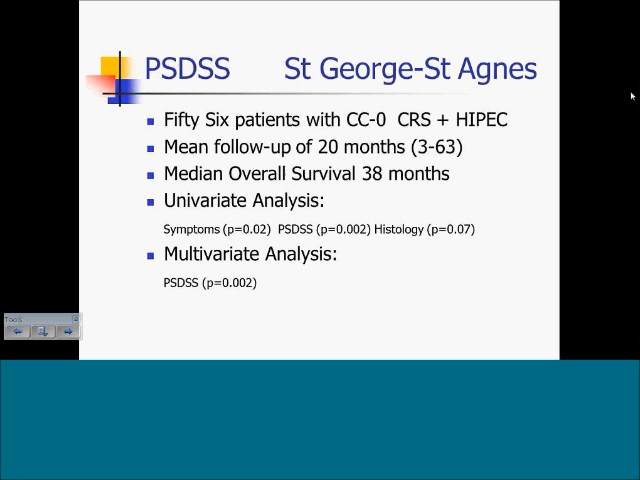 PSDSS St George-St Agnes
Fifty Six patients with CC-0 CRS + HIPEC
Mean follow-up of 20 months (3-63)
Median Overall Survival 38 months
Univariate Analysis:
Symptoms (p=0.02) PSDSS (p=0.002) Histology (p=0.07)
Multivariate Analysis:
PSDSS (p=0.002)
Tools